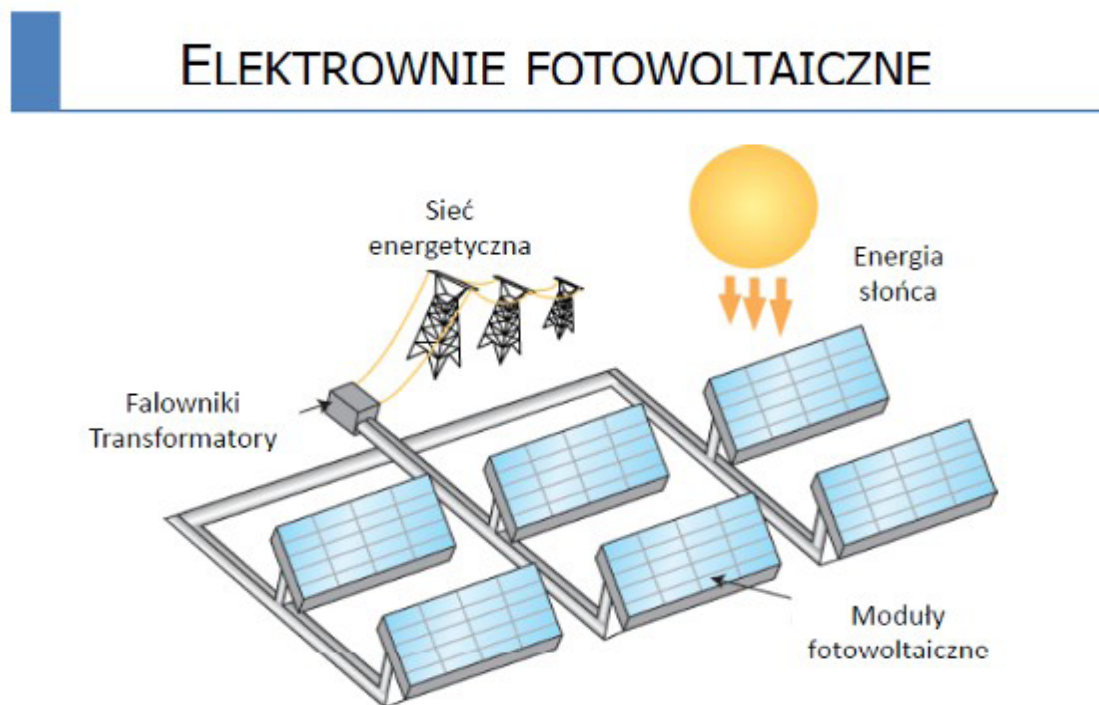 ELEKTROWNIE FOTOWOLTAICZNE
Sieć
energetyczna
Energia
słońca
Falowniki
Transformatory
Moduły
fotowoltaiczne